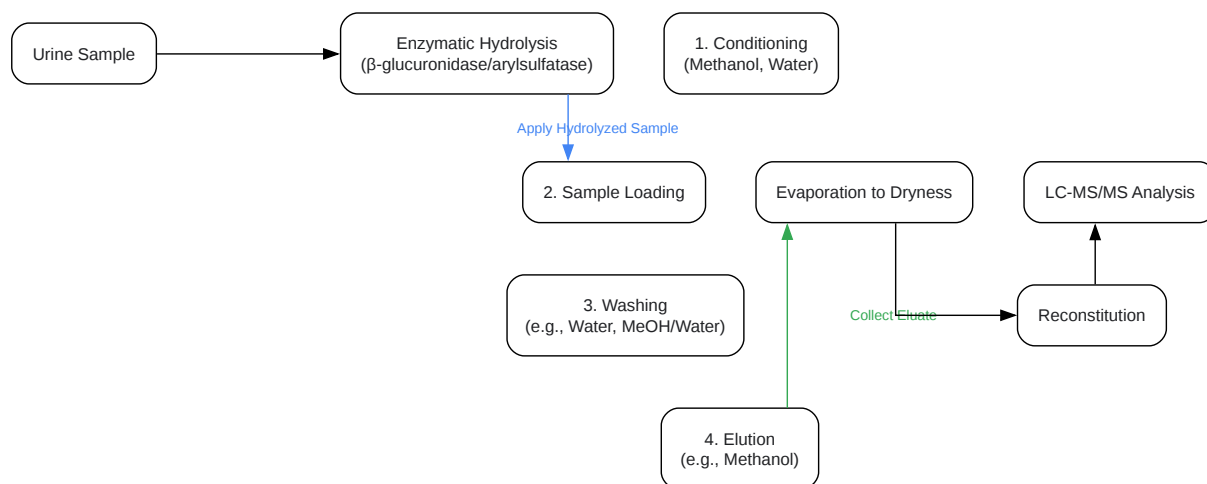 Urine Sample
Enzymatic Hydrolysis
(β-glucuronidase/arylsulfatase)
1. Conditioning
(Methanol, Water)
Apply Hydrolyzed Sample
2. Sample Loading
Evaporation to Dryness
LC-MS/MS Analysis
3. Washing
(e.g., Water, MeOH/Water)
Collect Eluate
Reconstitution
4. Elution
(e.g., Methanol)